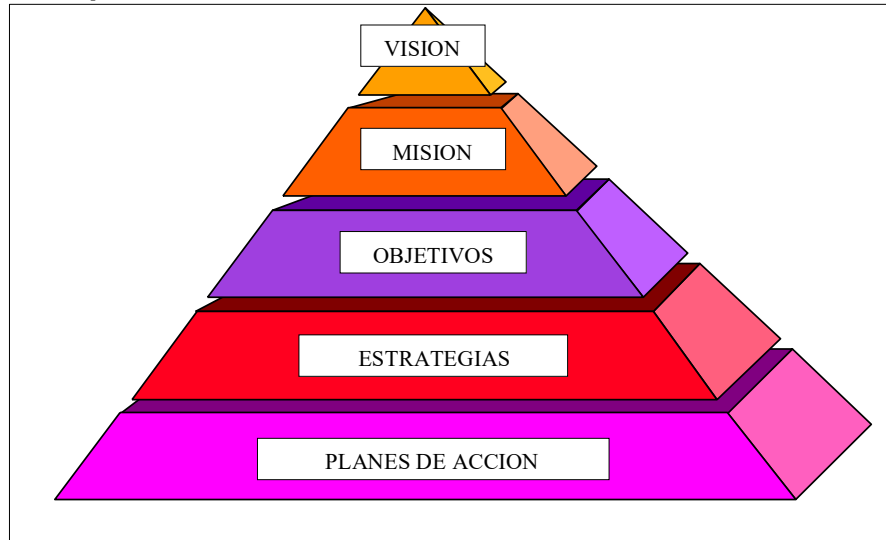 VISION
MISION
OBJETIVOS
ESTRATEGIAS
PLANES DE ACCION